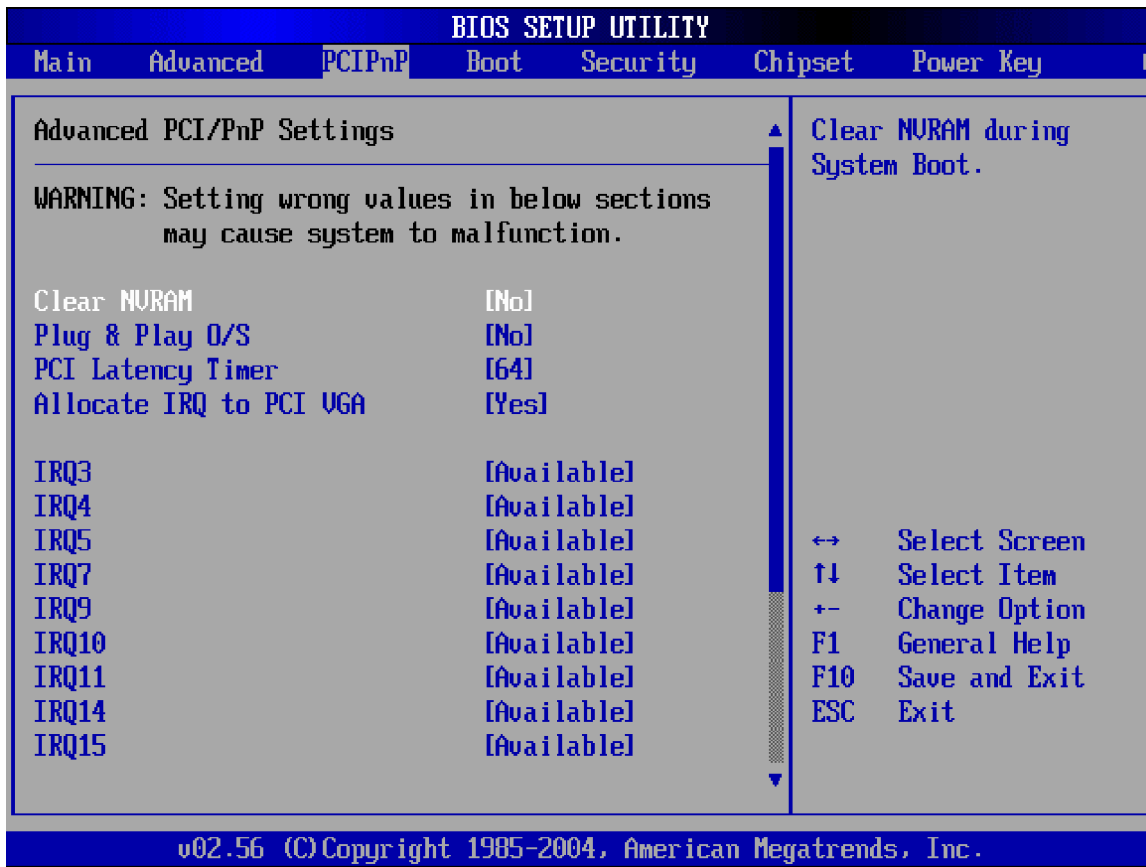 BIOS SETUP UTILITY
Main Advanced PCIPnP Boot Security Chipset Power Key
Advanced PCI/PnP Settings
WARNING: Setting wrong values in below sections
may cause system to malfunction.
Clear NVRAM [No]
Plug & Play O/S [No]
PCI Latency Timer [64]
Allocate IRQ to PCI VGA [Yes]
IRQ3 [Available]
IRQ4 [Available]
IRQ5 [Available]
IRQ7 [Available]
IRQ9 [Available]
IRQ10 [Available]
IRQ11 [Available]
IRQ14 [Available]
IRQ15 [Available]
Clear NVRAM during
System Boot.
←→ Select Screen
↑↓ Select Item
+- Change Option
F1 General Help
F10 Save and Exit
ESC Exit
v02.56 (C)Copyright 1985-2004, American Megatrends, Inc.